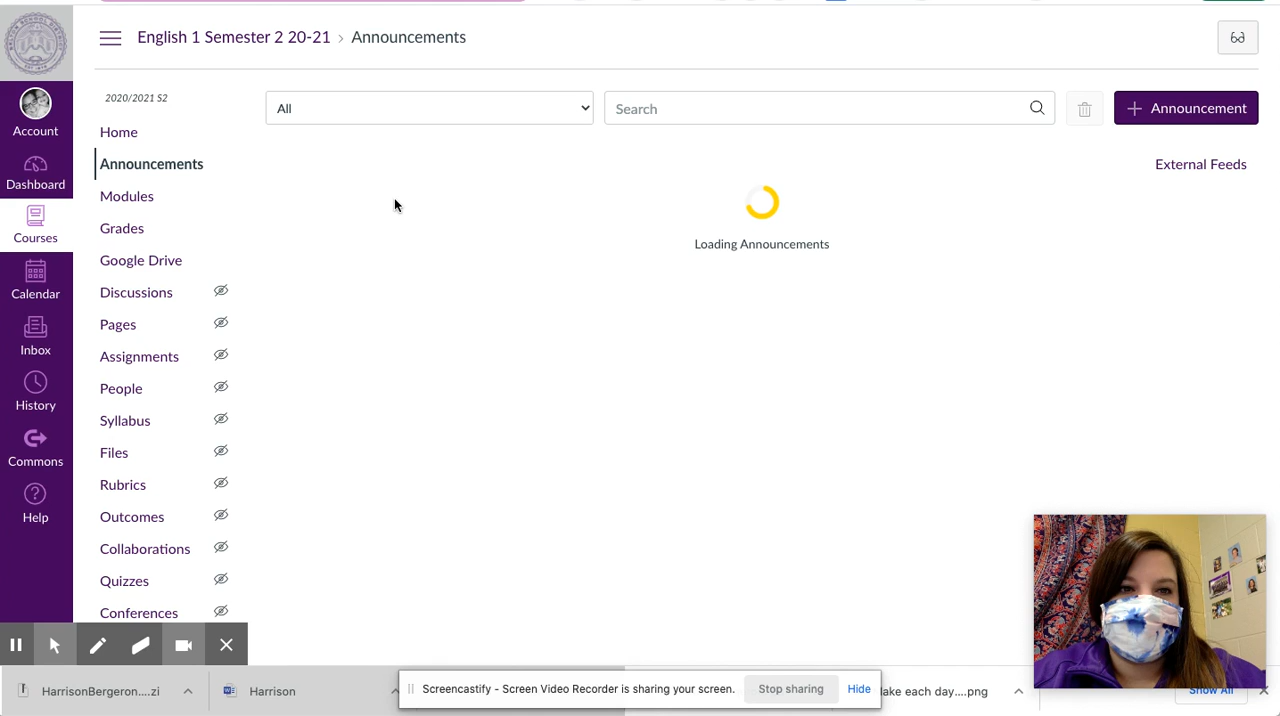 English 1 Semester 2 20-21 › Announcements
2020/2021 S2
All
Search
+ Announcement
External Feeds
Loading Announcements
Account
Dashboard
Courses
Calendar
Inbox
History
Commons
Help
Home
Announcements
Modules
Grades
Google Drive
Discussions
Pages
Assignments
People
Syllabus
Files
Rubrics
Outcomes
Collaborations
Quizzes
Conferences
HarrisonBergeron....zi
Harrison
Screencastify - Screen Video Recorder is sharing your screen.
Stop sharing
Hide
ake each day....png
Show All